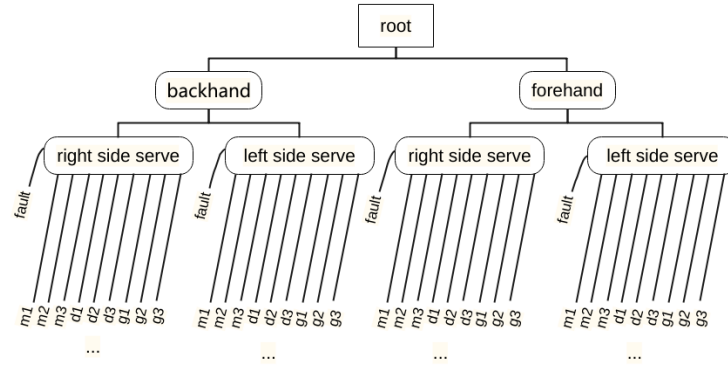 root
backhand
forehand
right side serve
left side serve
right side serve
left side serve
fault
fault
fault
fault
m1 m2 m3 d1 d2 d3 g1 g2 g3
m1 m2 m3 d1 d2 d3 g1 g2 g3
m1 m2 m3 d1 d2 d3 g1 g2 g3
m1 m2 m3 d1 d2 d3 g1 g2 g3
...
...
...
...